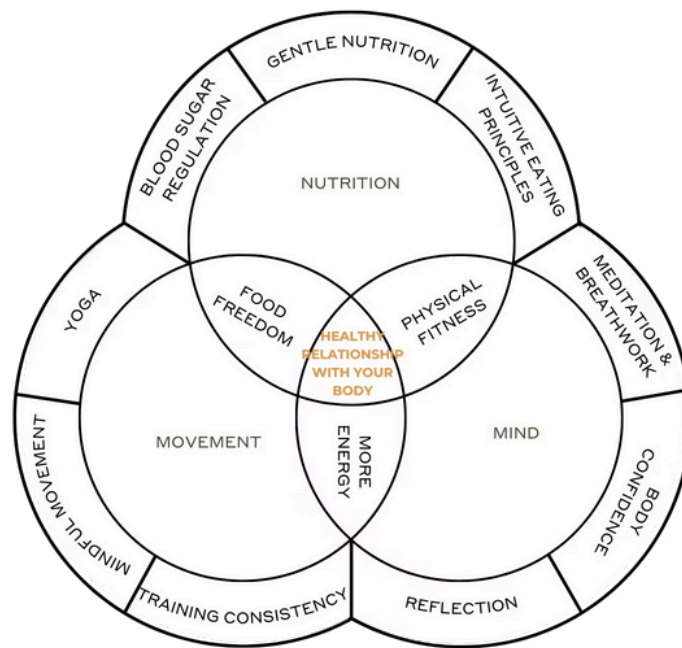 GENTLE NUTRITION
BLOOD SUGAR
REGULATION
INTUITIVE EATING
PRINCIPLES
NUTRITION
YOGA
FOOD
FREEDOM
PHYSICAL
FITNESS
MEDITATION &
BREATHWORK
HEALTHY
RELATIONSHIP
WITH YOUR
BODY
MOVEMENT
MIND
MORE
ENERGY
MINDFUL MOVEMENT
BODY
CONFIDENCE
TRAINING CONSISTENCY
REFLECTION